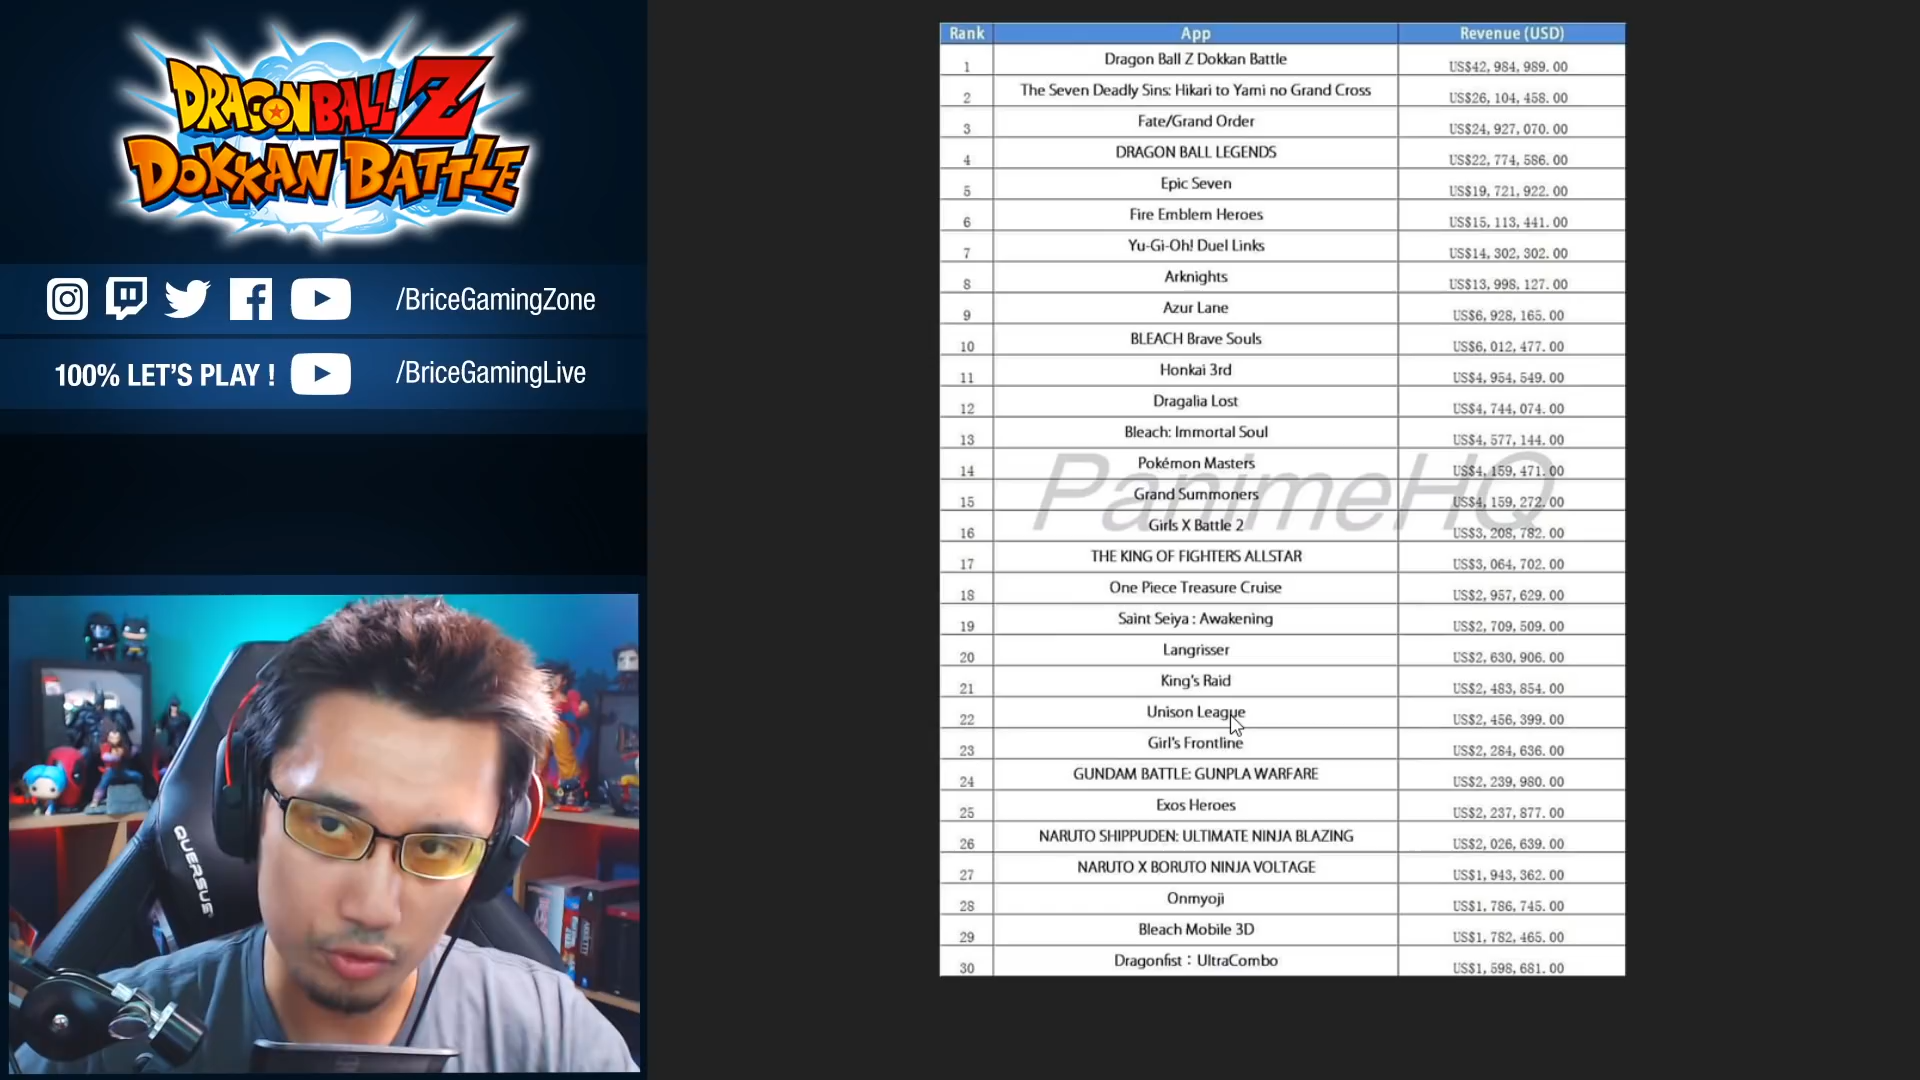 DRAGON BALL Z
DOKKAN BATTLE
/BriceGamingZone
100% LET'S PLAY !
/BriceGamingLive
QUERSUS
Rank App Revenue (USD)
1 Dragon Ball Z Dokkan Battle US$42, 984, 989. 00
2 The Seven Deadly Sins: Hikari to Yami no Grand Cross US$26, 104, 458. 00
3 Fate/Grand Order US$24, 927, 070. 00
4 DRAGON BALL LEGENDS US$22, 774, 586. 00
5 Epic Seven US$19, 721, 922. 00
6 Fire Emblem Heroes US$15, 113, 441. 00
7 Yu-Gi-Oh! Duel Links US$14, 302, 302. 00
8 Arknights US$13, 998, 127. 00
9 Azur Lane US$6, 928, 165. 00
10 BLEACH Brave Souls US$6, 012, 477. 00
11 Honkai 3rd US$4, 954, 549. 00
12 Dragalia Lost US$4, 744, 074. 00
13 Bleach: Immortal Soul US$4, 577, 144. 00
14 Pokémon Masters US$4, 159, 471. 00
PanimeHQ
15 Grand Summoners US$4, 159, 272. 00
16 Girls X Battle 2 US$3, 208, 782. 00
17 THE KING OF FIGHTERS ALLSTAR US$3, 064, 702. 00
18 One Piece Treasure Cruise US$2, 957, 629. 00
19 Saint Seiya : Awakening US$2, 709, 509. 00
20 Langrisser US$2, 630, 906. 00
21 King's Raid US$2, 483, 854. 00
22 Unison League US$2, 456, 399. 00
23 Girl's Frontline US$2, 284, 636. 00
24 GUNDAM BATTLE: GUNPLA WARFARE US$2, 239, 980. 00
25 Exos Heroes US$2, 237, 877. 00
26 NARUTO SHIPPUDEN: ULTIMATE NINJA BLAZING US$2, 026, 639. 00
27 NARUTO X BORUTO NINJA VOLTAGE US$1, 943, 362. 00
28 Onmyoji US$1, 786, 745. 00
29 Bleach Mobile 3D US$1, 782, 465. 00
30 Dragonfist：UltraCombo US$1, 598, 681. 00